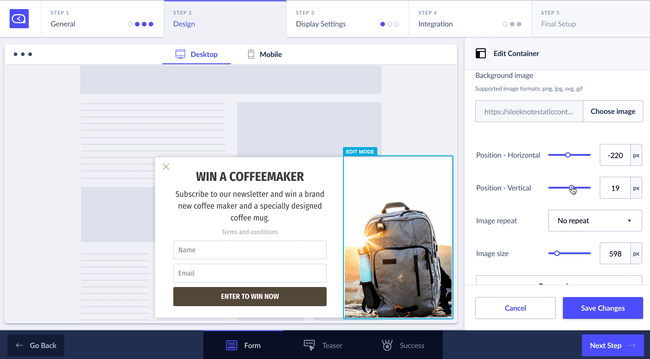 STEP 1
General
STEP 2
Design
STEP 3
Display Settings
STEP 4
Integration
STEP 5
Final Setup
Desktop
Mobile
Edit Container
Background image
Supported image formats: png, jpg, svg, gif
https://sleeknotestaticcont...
Choose image
EDIT MODE
WIN A COFFEEMAKER
Subscribe to our newsletter and win a brand
new coffee maker and a specially designed
coffee mug.
Terms and conditions
Name
Email
ENTER TO WIN NOW
Position - Horizontal
-220
px
Position - Vertical
19
px
Image repeat
No repeat
Image size
598
px
Cancel
Save Changes
Go Back
Form
Teaser
Success
Next Step